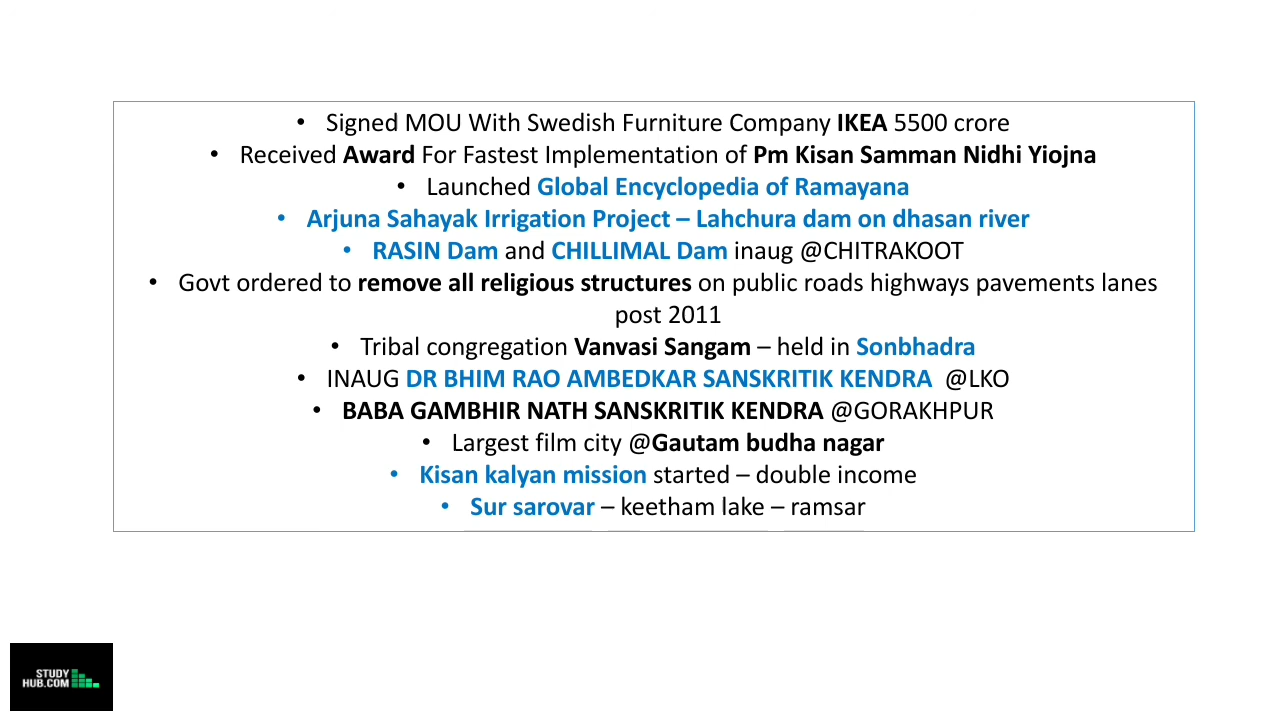 • Signed MOU With Swedish Furniture Company IKEA 5500 crore
• Received Award For Fastest Implementation of Pm Kisan Samman Nidhi Yiojna
• Launched Global Encyclopedia of Ramayana
• Arjuna Sahayak Irrigation Project – Lahchura dam on dhasan river
• RASIN Dam and CHILLIMAL Dam inaug @CHITRAKOOT
• Govt ordered to remove all religious structures on public roads highways pavements lanes
post 2011
• Tribal congregation Vanvasi Sangam – held in Sonbhadra
• INAUG DR BHIM RAO AMBEDKAR SANSKRITIK KENDRA @LKO
• BABA GAMBHIR NATH SANSKRITIK KENDRA @GORAKHPUR
• Largest film city @Gautam budha nagar
• Kisan kalyan mission started – double income
• Sur sarovar – keetham lake – ramsar
STUDY
HUB.COM